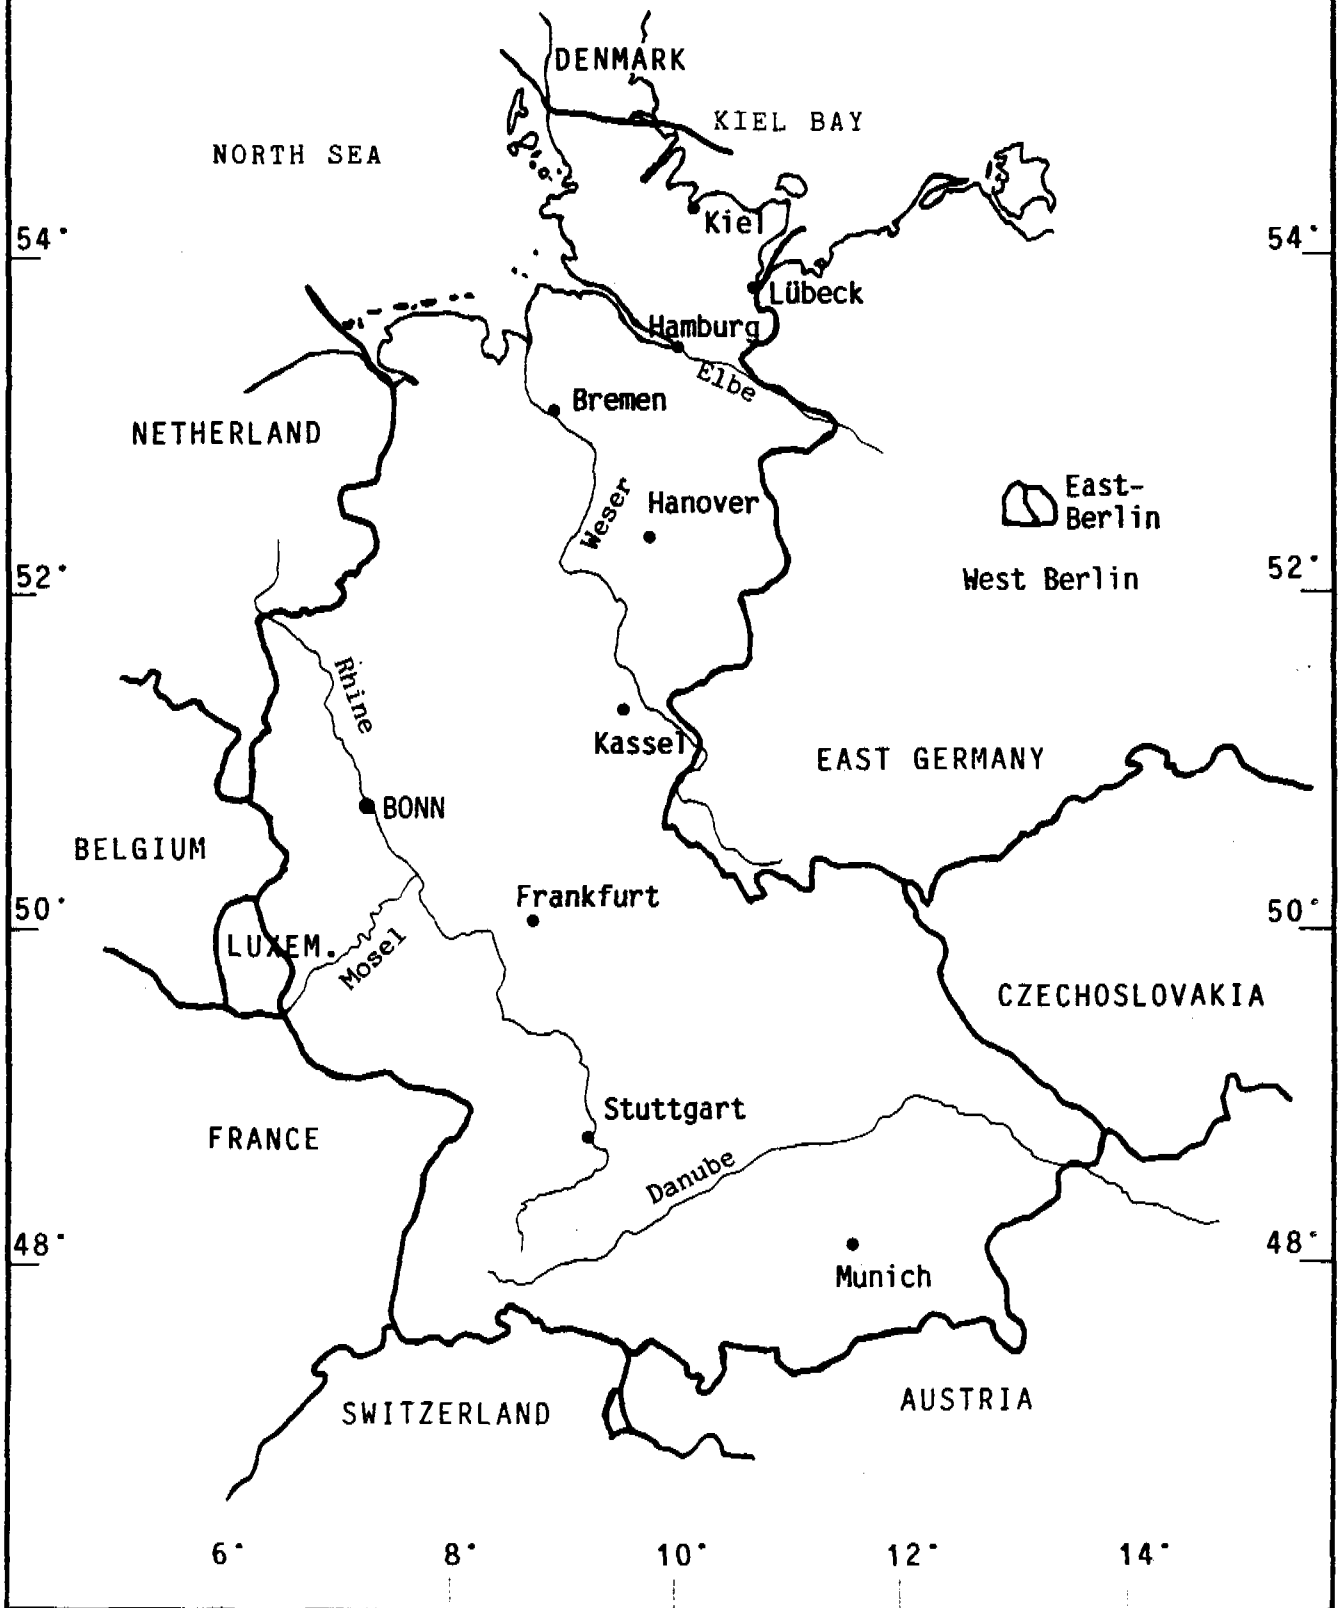 DENMARK
KIEL BAY
NORTH SEA
Kiel
54° 54°
Lübeck
Hamburg
Elbe
Bremen
NETHERLAND
East-
Berlin
Hanover
Weser
52° 52°
West Berlin
Rhine
Kassel
EAST GERMANY
BONN
BELGIUM
Frankfurt
50° 50°
LUXEM.
Mosel
CZECHOSLOVAKIA
Stuttgart
FRANCE
Danube
48° 48°
Munich
AUSTRIA
SWITZERLAND
6° 8° 10° 12° 14°